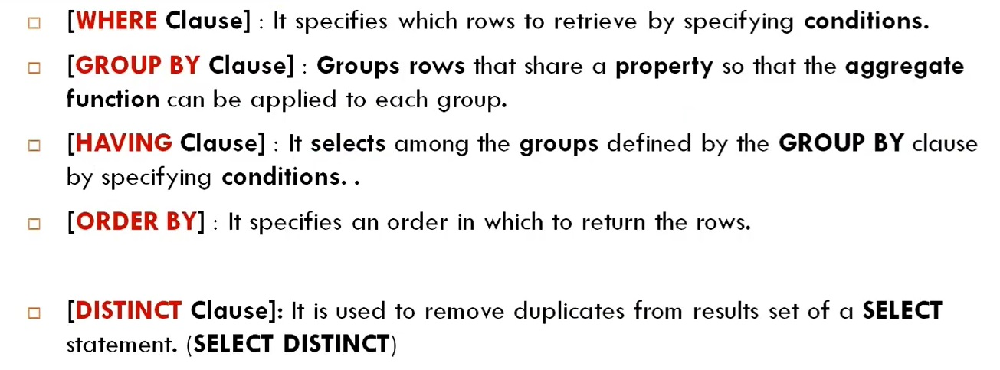 [WHERE Clause] : It specifies which rows to retrieve by specifying conditions.
[GROUP BY Clause] : Groups rows that share a property so that the aggregate
function can be applied to each group.
[HAVING Clause] : It selects among the groups defined by the GROUP BY clause
by specifying conditions. .
[ORDER BY] : It specifies an order in which to return the rows.
[DISTINCT Clause]: It is used to remove duplicates from results set of a SELECT
statement. (SELECT DISTINCT)